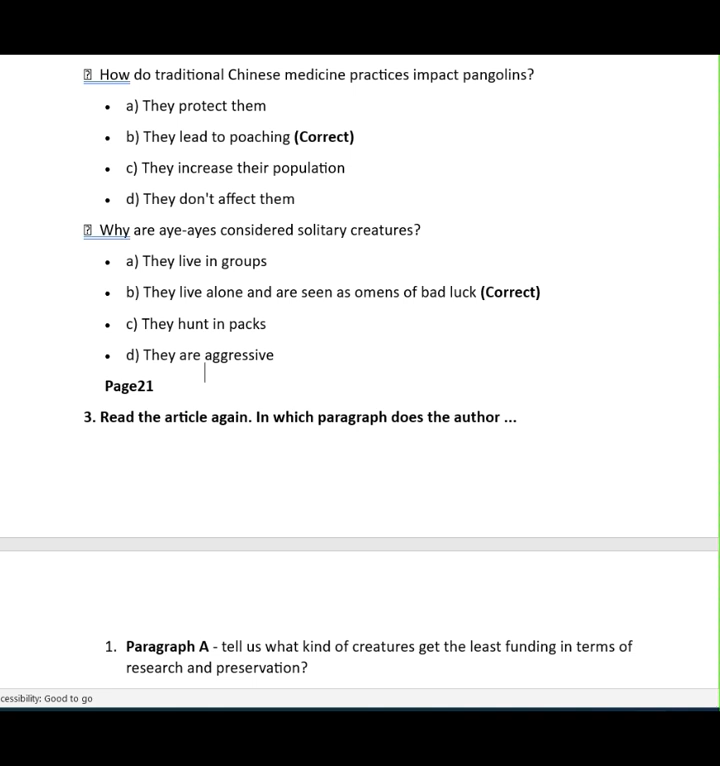 How do traditional Chinese medicine practices impact pangolins?
• a) They protect them
• b) They lead to poaching (Correct)
• c) They increase their population
• d) They don't affect them
Why are aye-ayes considered solitary creatures?
• a) They live in groups
• b) They live alone and are seen as omens of bad luck (Correct)
• c) They hunt in packs
• d) They are aggressive
Page21
3. Read the article again. In which paragraph does the author ...
1. Paragraph A - tell us what kind of creatures get the least funding in terms of
research and preservation?
cessibility: Good to go